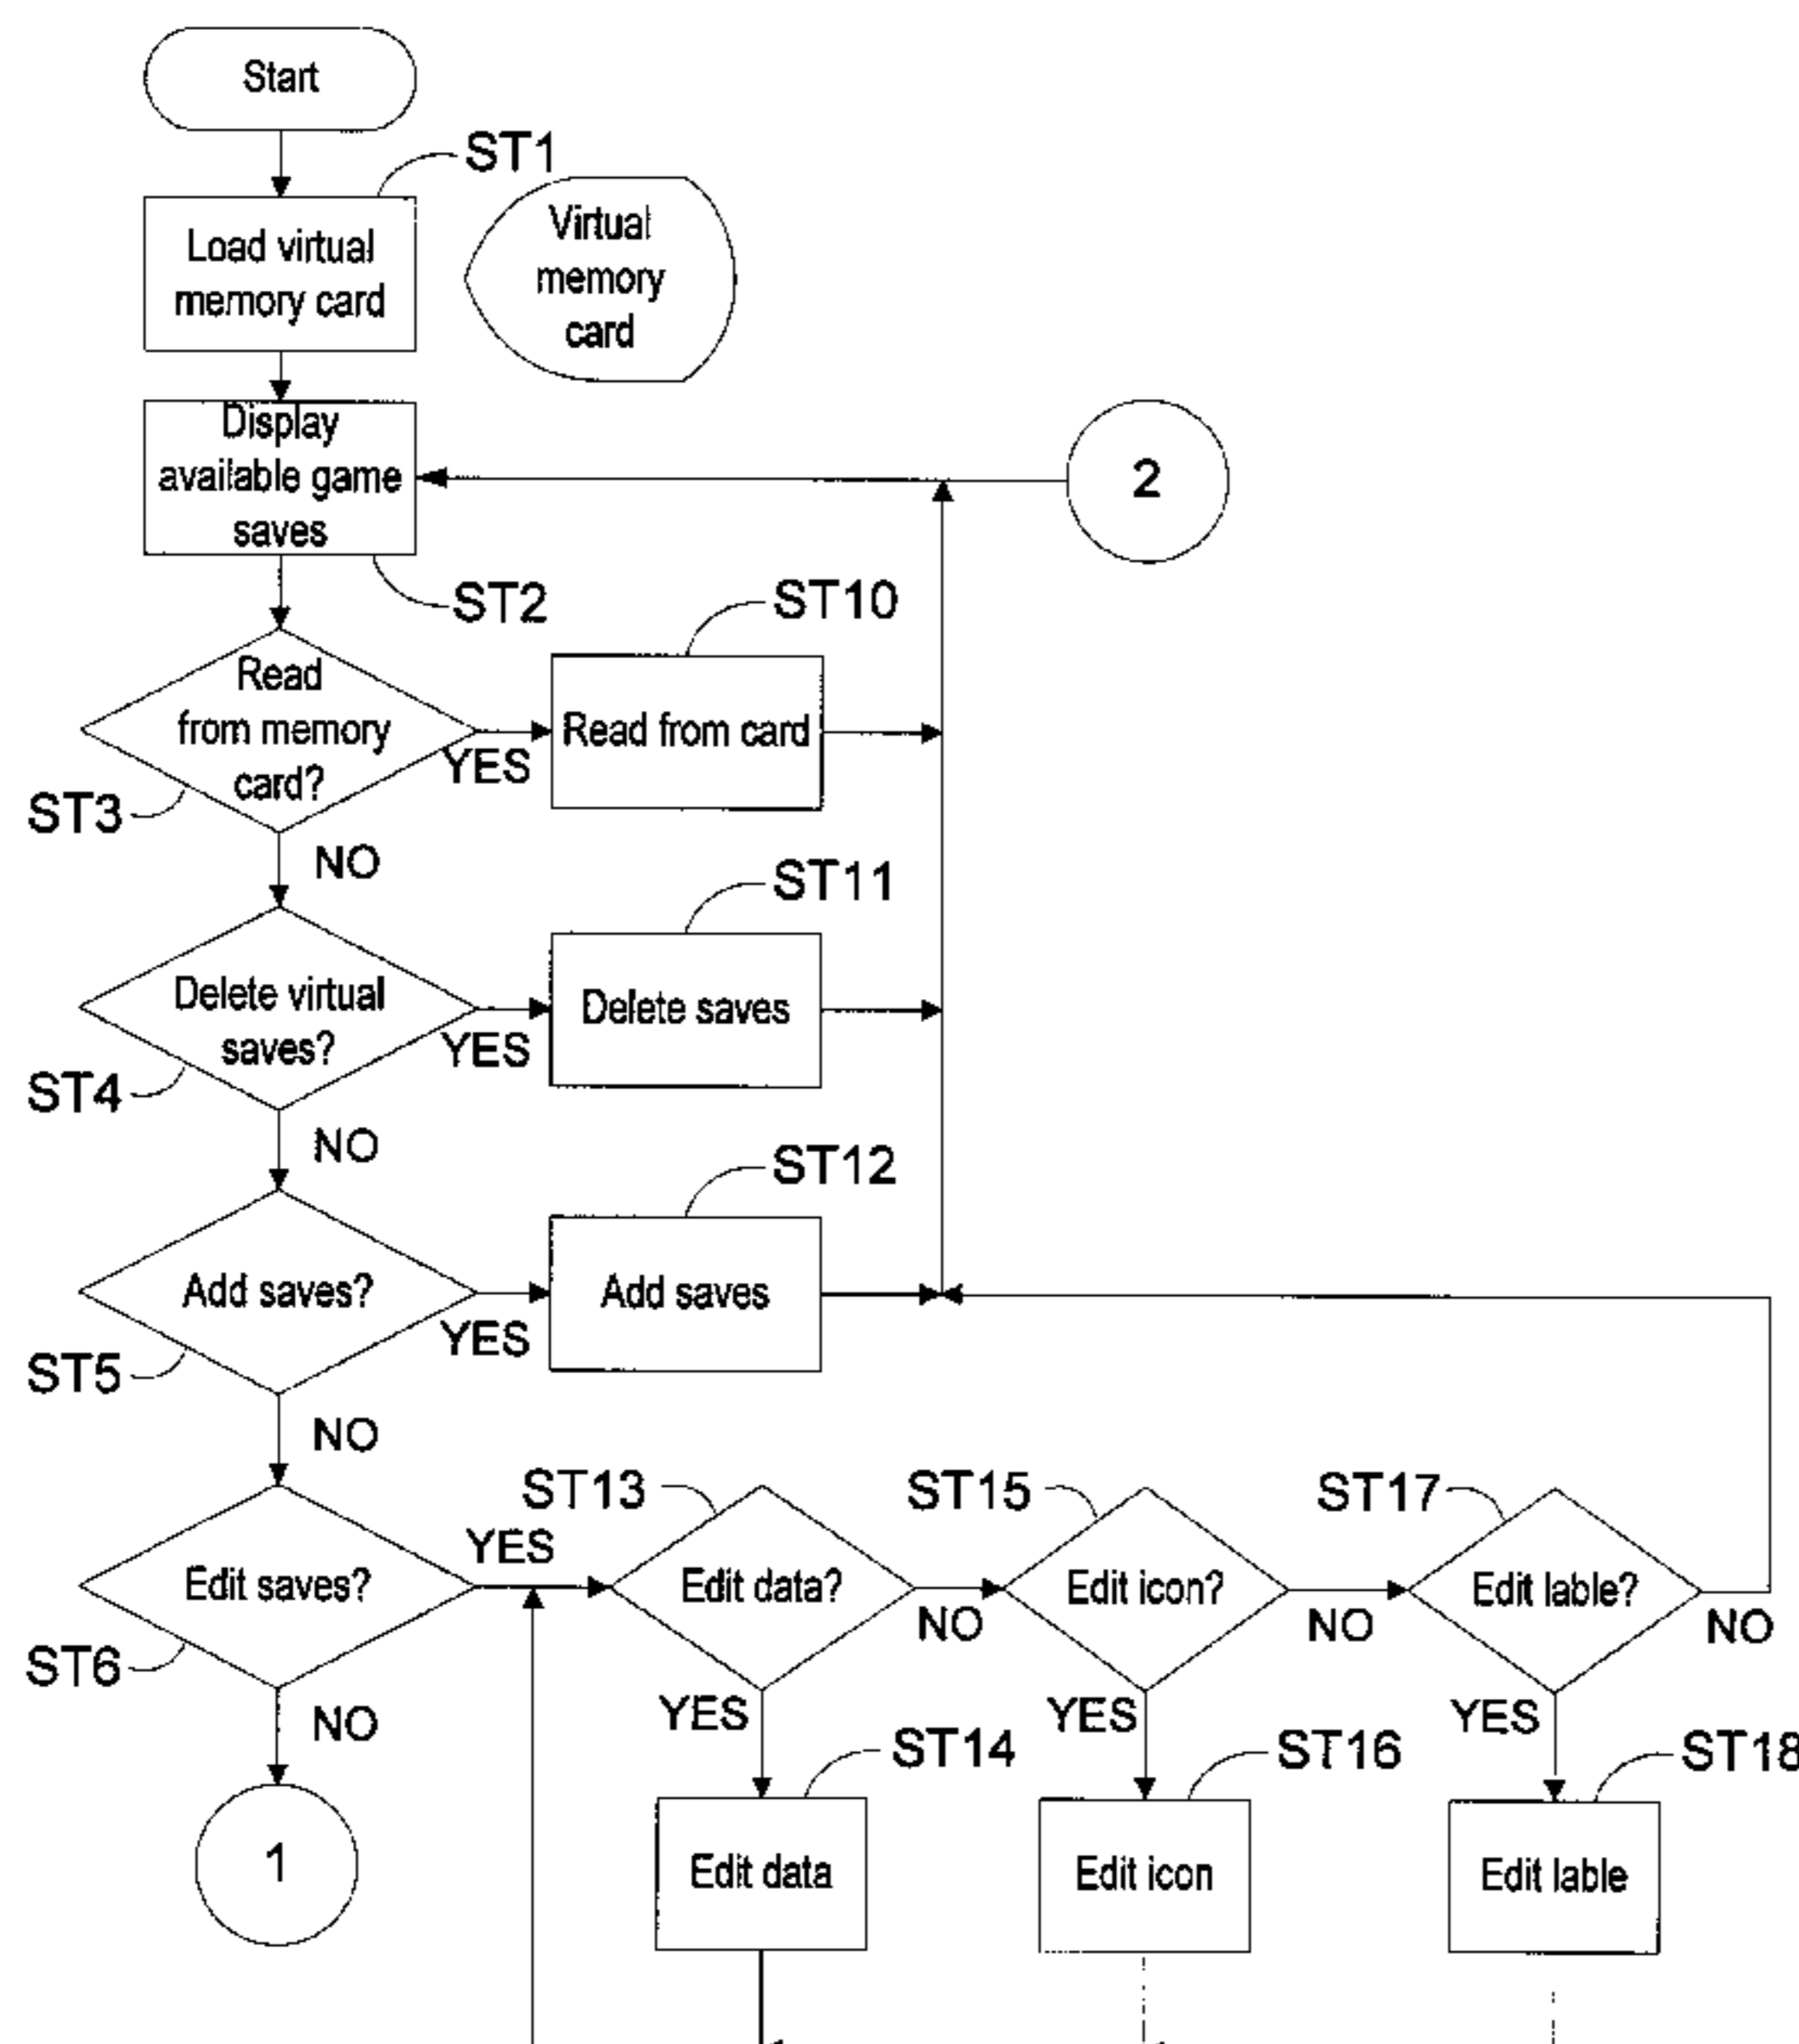 Start
ST1
Load virtual
memory card
Virtual
memory
card
Display
available game
saves
2
ST2
ST10
Read
from memory
card?
YES
Read from card
ST3
NO
ST11
Delete virtual
saves?
YES
Delete saves
ST4
NO
ST12
Add saves?
YES
Add saves
ST5
NO
ST13
ST15
ST17
Edit saves?
YES
Edit data?
NO
Edit icon?
NO
Edit lable?
NO
ST6
NO
YES
YES
YES
ST14
ST16
ST18
1
Edit data
Edit icon
Edit lable